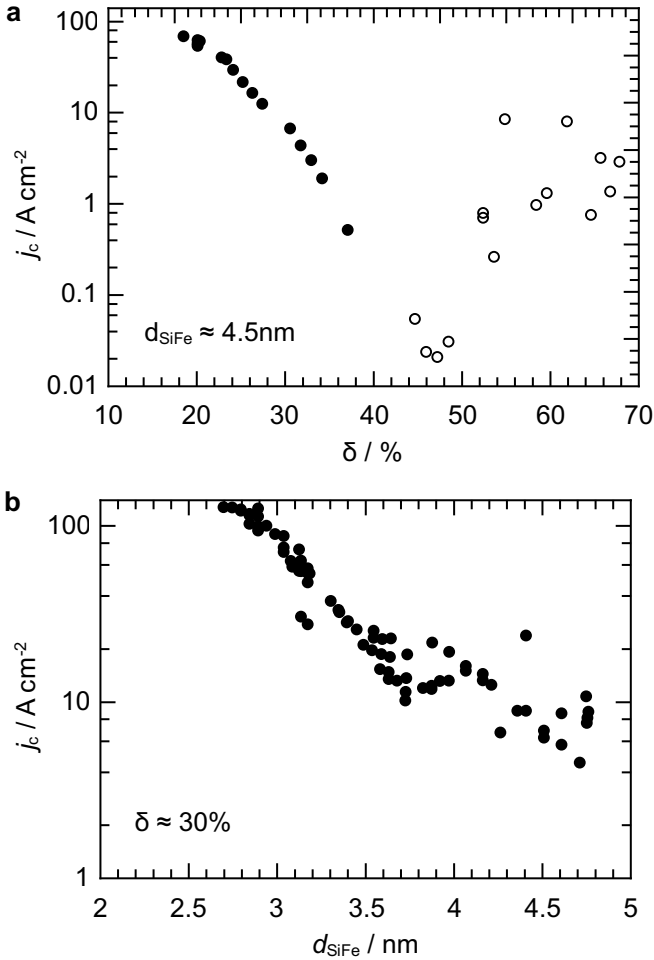 a
100
10
1
0.1
0.01
j_c / A cm⁻²
d_SiFe ≈ 4.5nm
10 20 30 40 50 60 70
δ / %
b
100
10
1
j_c / A cm⁻²
δ ≈ 30%
2 2.5 3 3.5 4 4.5 5
d_SiFe / nm